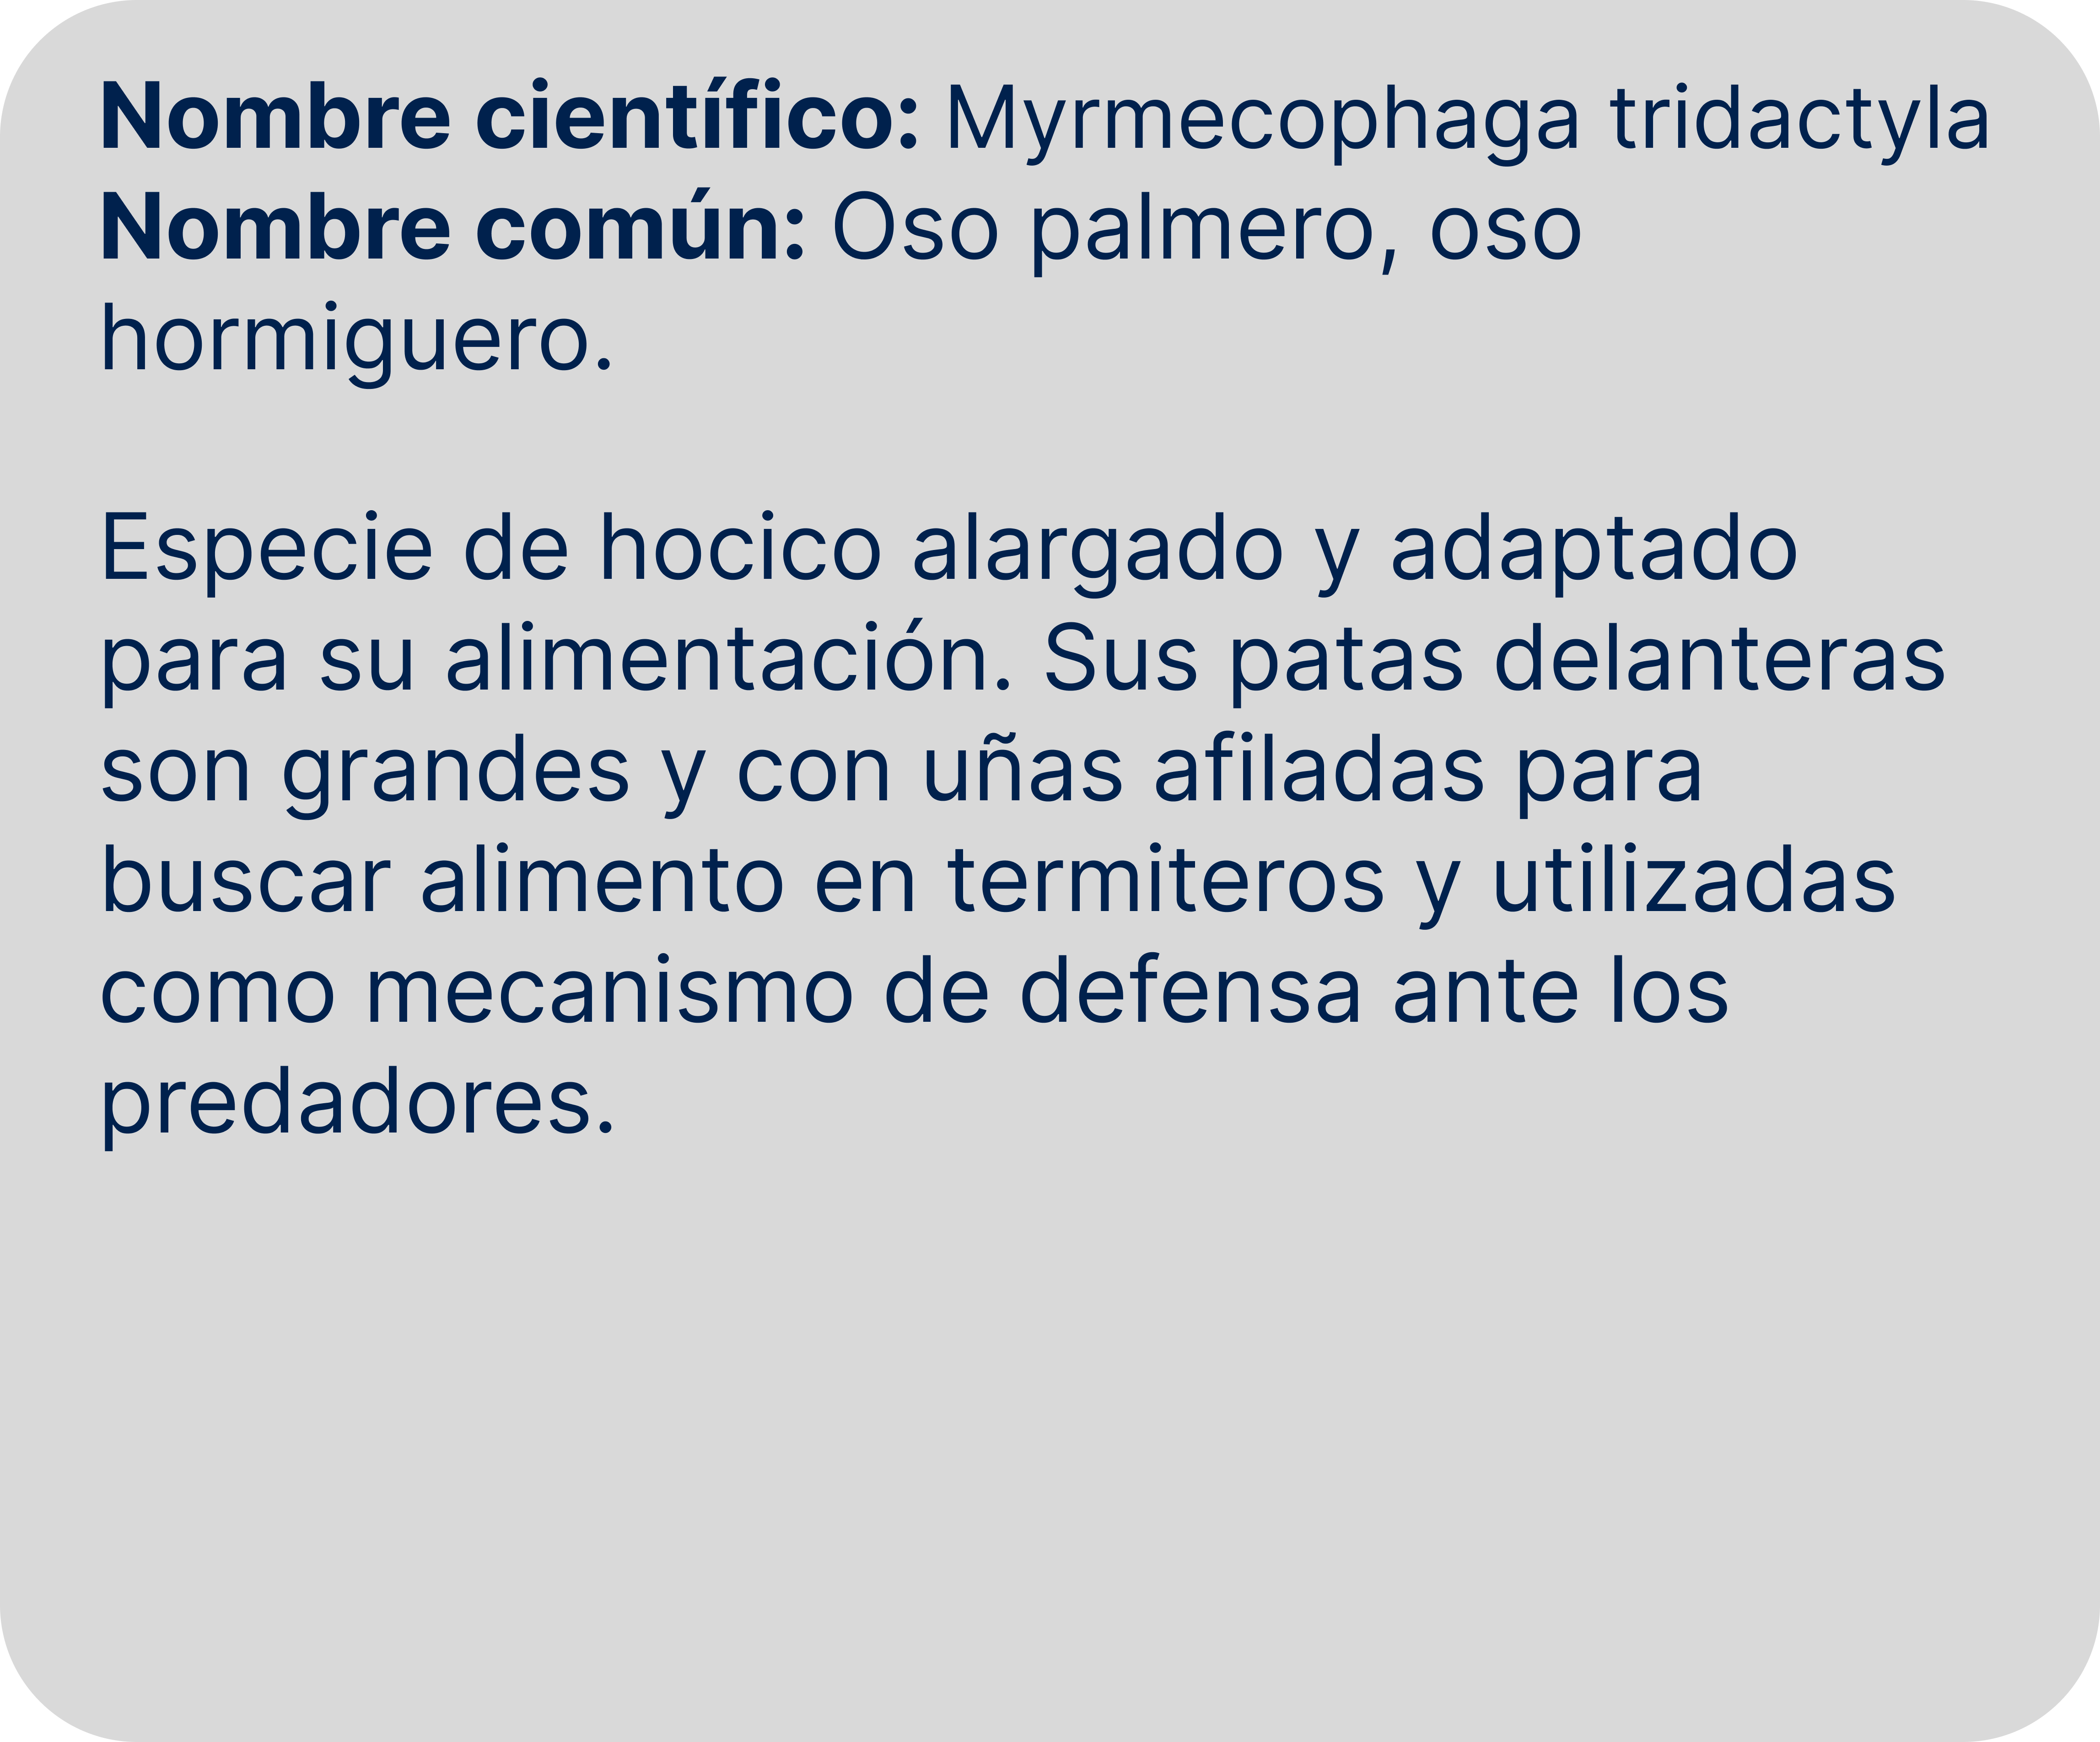 Nombre científico: Myrmecophaga tridactyla
Nombre común: Oso palmero, oso
hormiguero.
Especie de hocico alargado y adaptado
para su alimentación. Sus patas delanteras
son grandes y con uñas afiladas para
buscar alimento en termiteros y utilizadas
como mecanismo de defensa ante los
predadores.